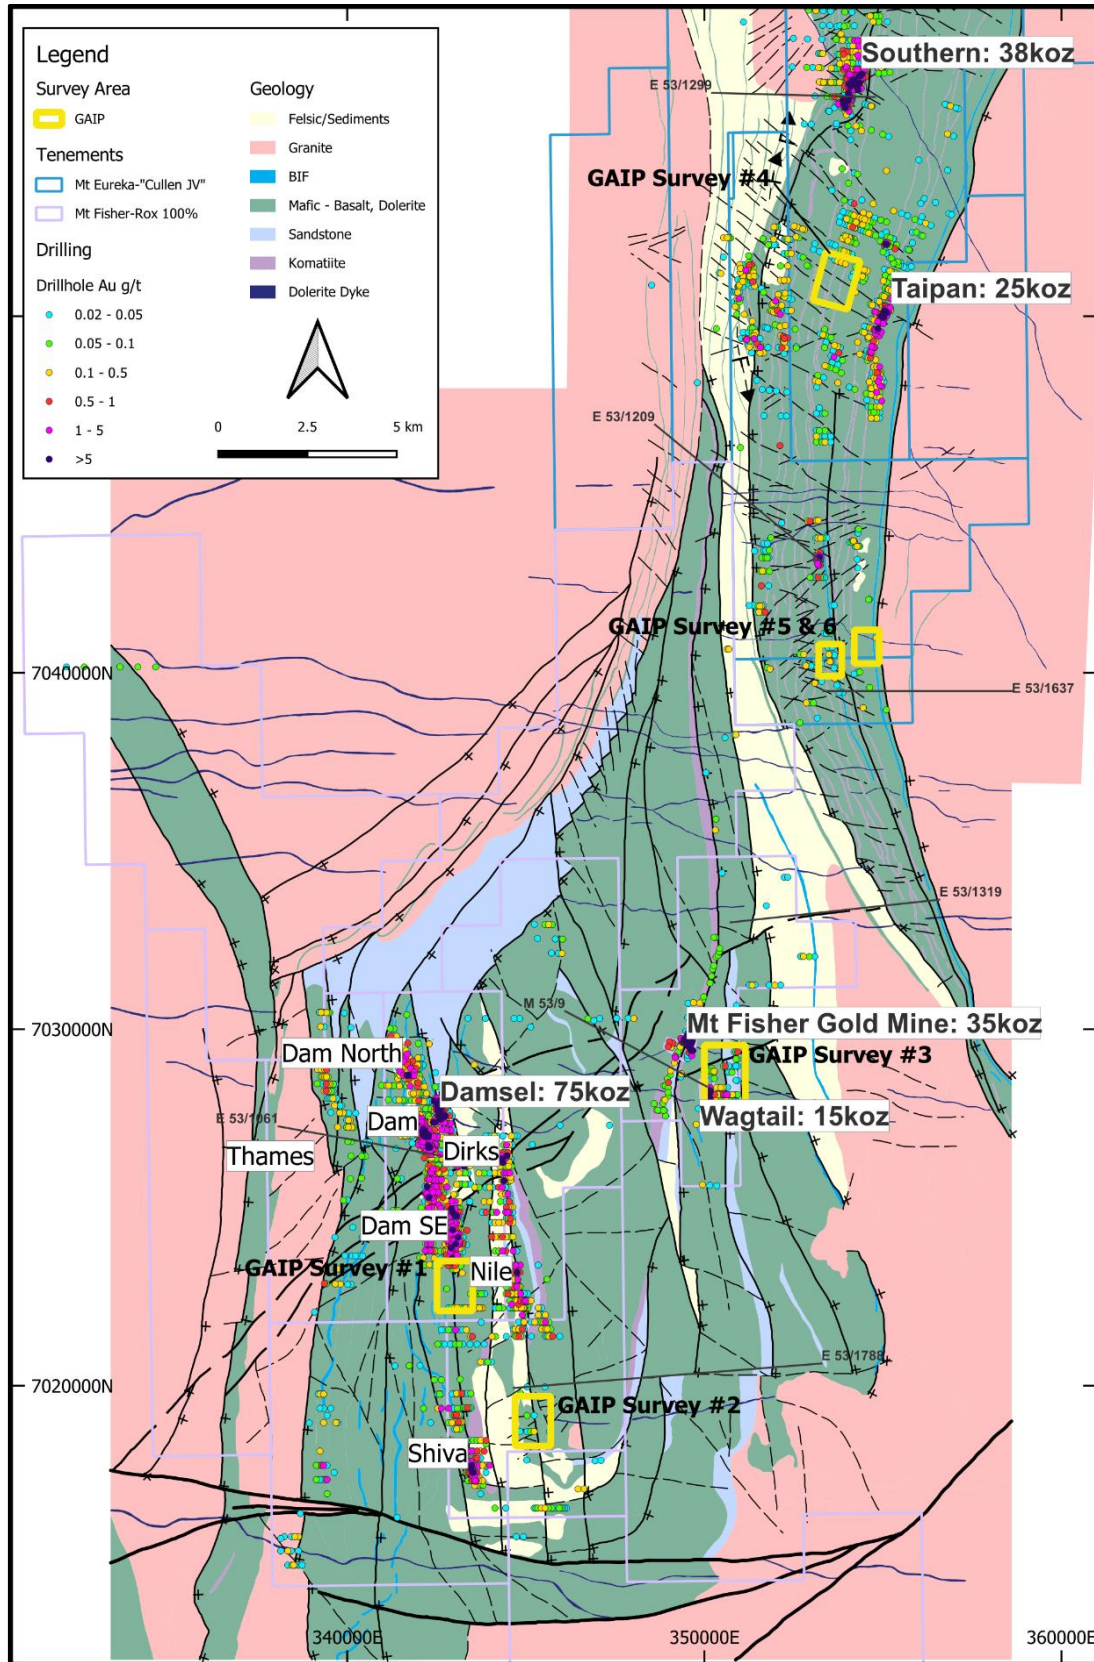 Legend
Survey Area
GAIP
Tenements
Mt Eureka-"Cullen JV"
Mt Fisher-Rox 100%
Drilling
Drillhole Au g/t
0.02 - 0.05
0.05 - 0.1
0.1 - 0.5
0.5 - 1
1 - 5
>5
Geology
Felsic/Sediments
Granite
BIF
Mafic - Basalt, Dolerite
Sandstone
Komatiite
Dolerite Dyke
0 2.5 5 km
Southern: 38koz
E 53/1299
GAIP Survey #4
Taipan: 25koz
E 53/1209
GAIP Survey #5 & 6
7040000N
E 53/1637
E 53/1319
M 53/9
Mt Fisher Gold Mine: 35koz
7030000N
Dam North
GAIP Survey #3
Damsel: 75koz
Wagtail: 15koz
E 53/1061
Dam
Thames
Dirks
Dam SE
GAIP Survey #1
Nile
E 53/1788
7020000N
GAIP Survey #2
Shiva
340000E
350000E
360000E